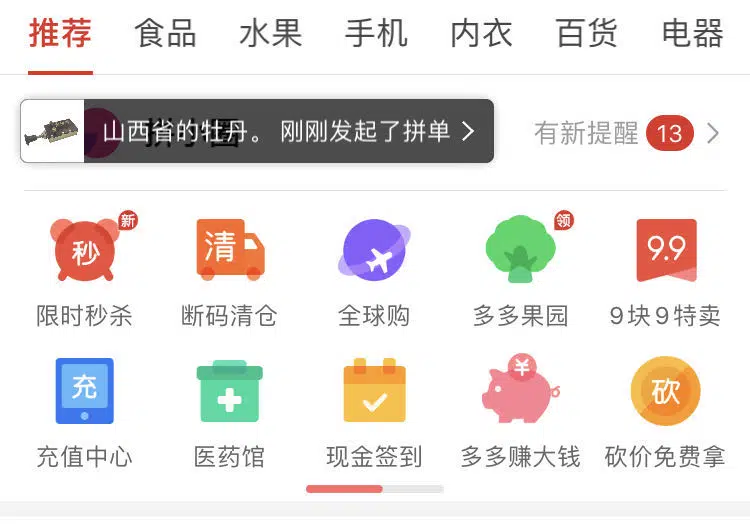 推荐 食品 水果 手机 内衣 百货 电器
山西省的牡丹。 刚刚发起了拼单
有新提醒 13
新 领
秒 清 9.9
限时秒杀 断码清仓 全球购 多多果园 9块9特卖
充 ¥ 砍
充值中心 医药馆 现金签到 多多赚大钱 砍价免费拿